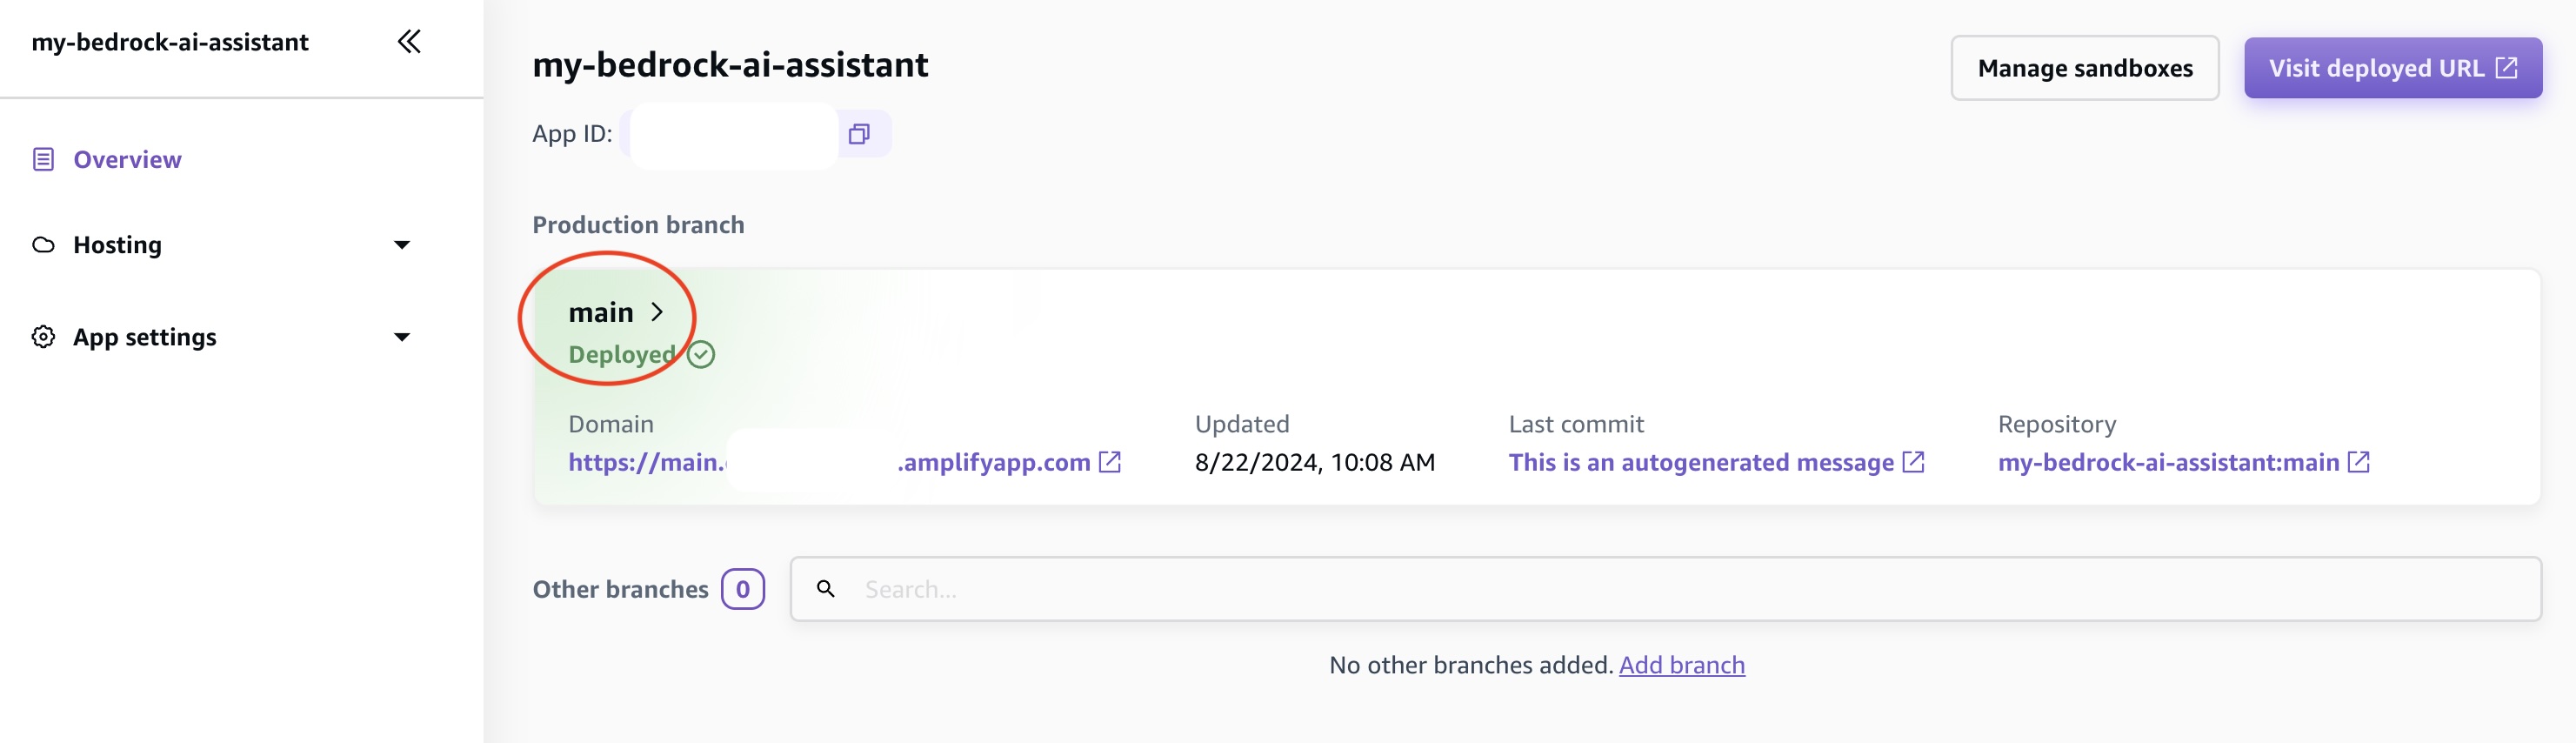 my-bedrock-ai-assistant
Overview
Hosting
App settings
my-bedrock-ai-assistant
Manage sandboxes
Visit deployed URL
App ID:
Production branch
main
Deployed
Domain
https://main.
.amplifyapp.com
Updated
8/22/2024, 10:08 AM
Last commit
This is an autogenerated message
Repository
my-bedrock-ai-assistant:main
Other branches 0
Search...
No other branches added. Add branch